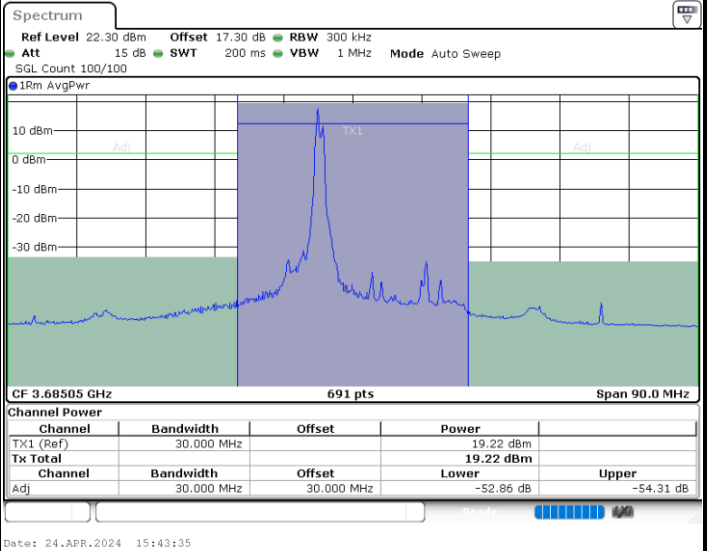 Spectrum
Ref Level 22.30 dBm Offset 17.30 dB RBW 300 kHz
Att 15 dB SWT 200 ms VBW 1 MHz Mode Auto Sweep
SGL Count 100/100
1Rm AvgPwr
10 dBm
TX1
Adj Adj
0 dBm
-10 dBm
-20 dBm
-30 dBm
CF 3.68505 GHz 691 pts Span 90.0 MHz
Channel Power
Channel Bandwidth Offset Power
TX1 (Ref) 30.000 MHz 19.22 dBm
Tx Total 19.22 dBm
Channel Bandwidth Offset Lower Upper
Adj 30.000 MHz 30.000 MHz -52.86 dB -54.31 dB
Ready
Date: 24.APR.2024 15:43:35